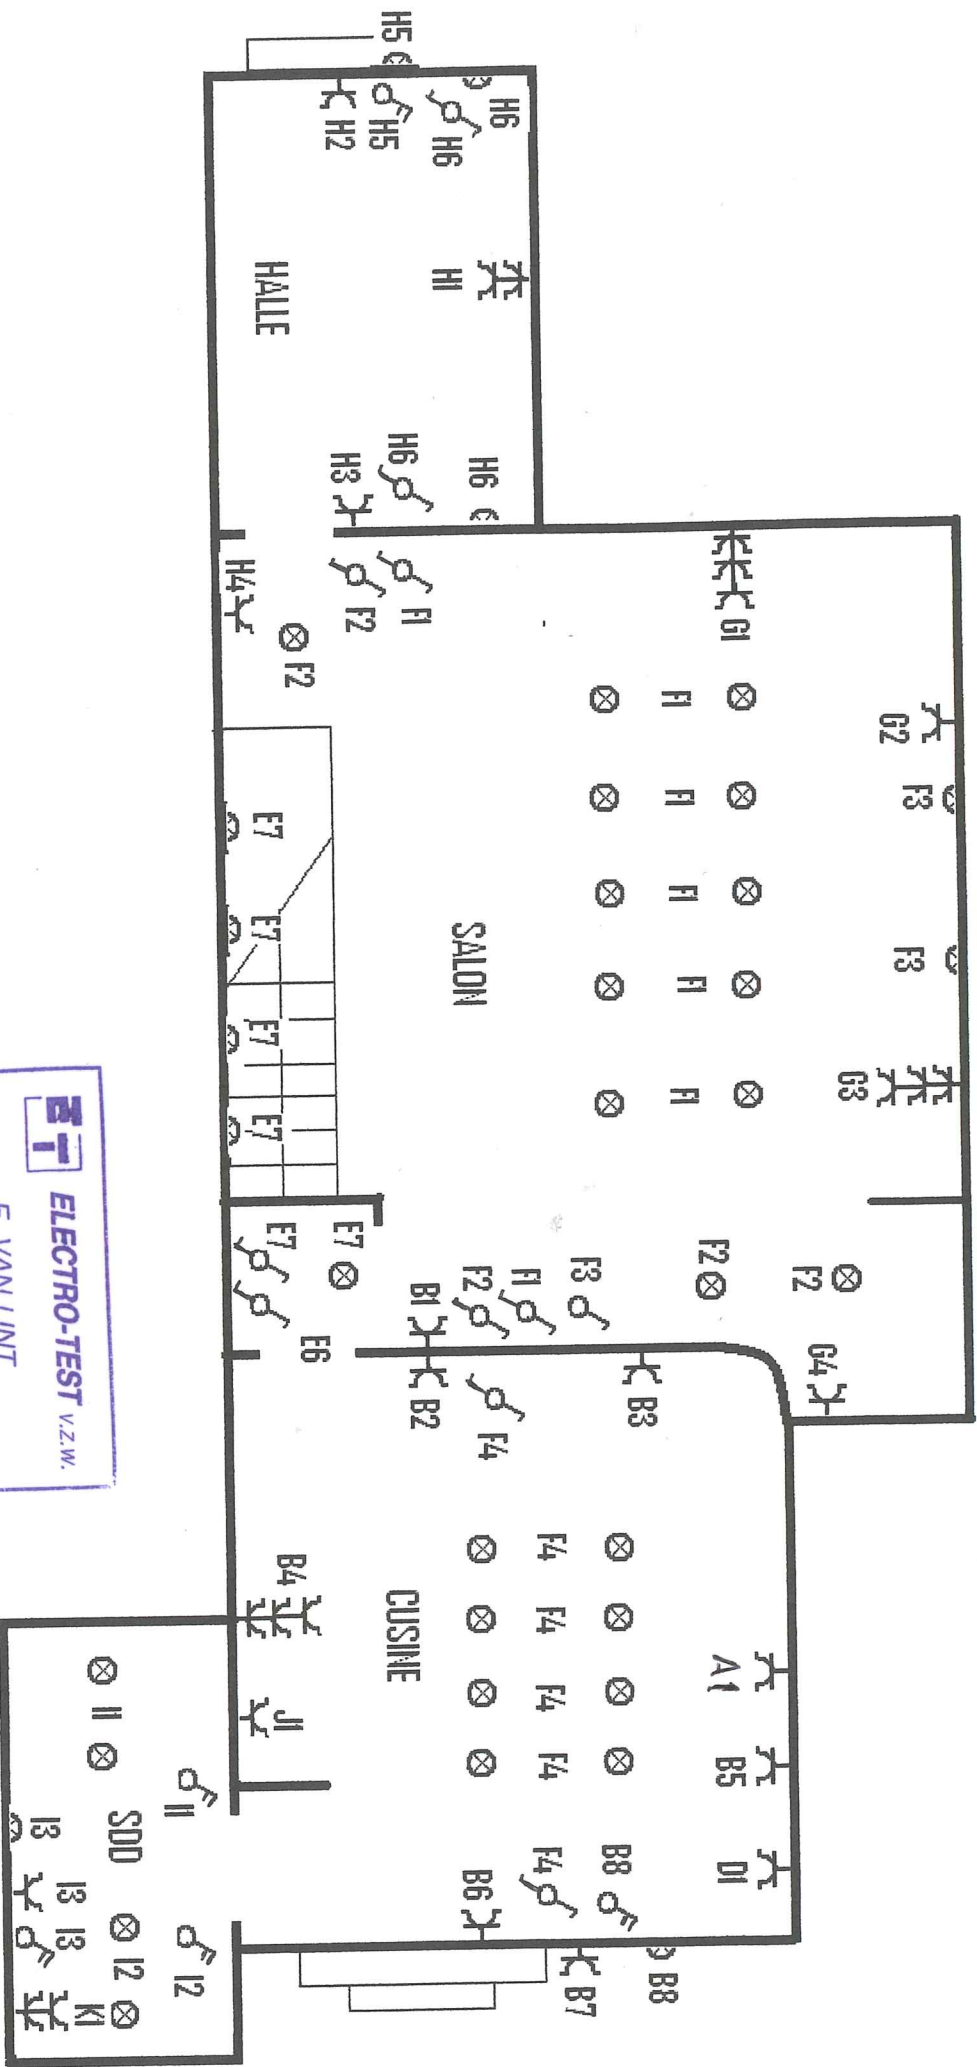 H5
H6
H5
H2
H6
H1
HALLE
H6
H6
H3
H4
F1
F2
F2
G1
G2
F3
F3
G3
F1
F1
F1
F1
F1
SALON
E7
E7
E7
E7
E7
E7
E6
F2
F2
F3
F1
F2
B1
G4
B2
B3
F4
F4
F4
F4
F4
CUSINE
A1
B5
D1
B4
J1
B8
F4
B6
B7
B8
I1
I1
SDD
I3
I3
I3
I2
I2
K1
ET ELECTRO-TEST v.z.w.